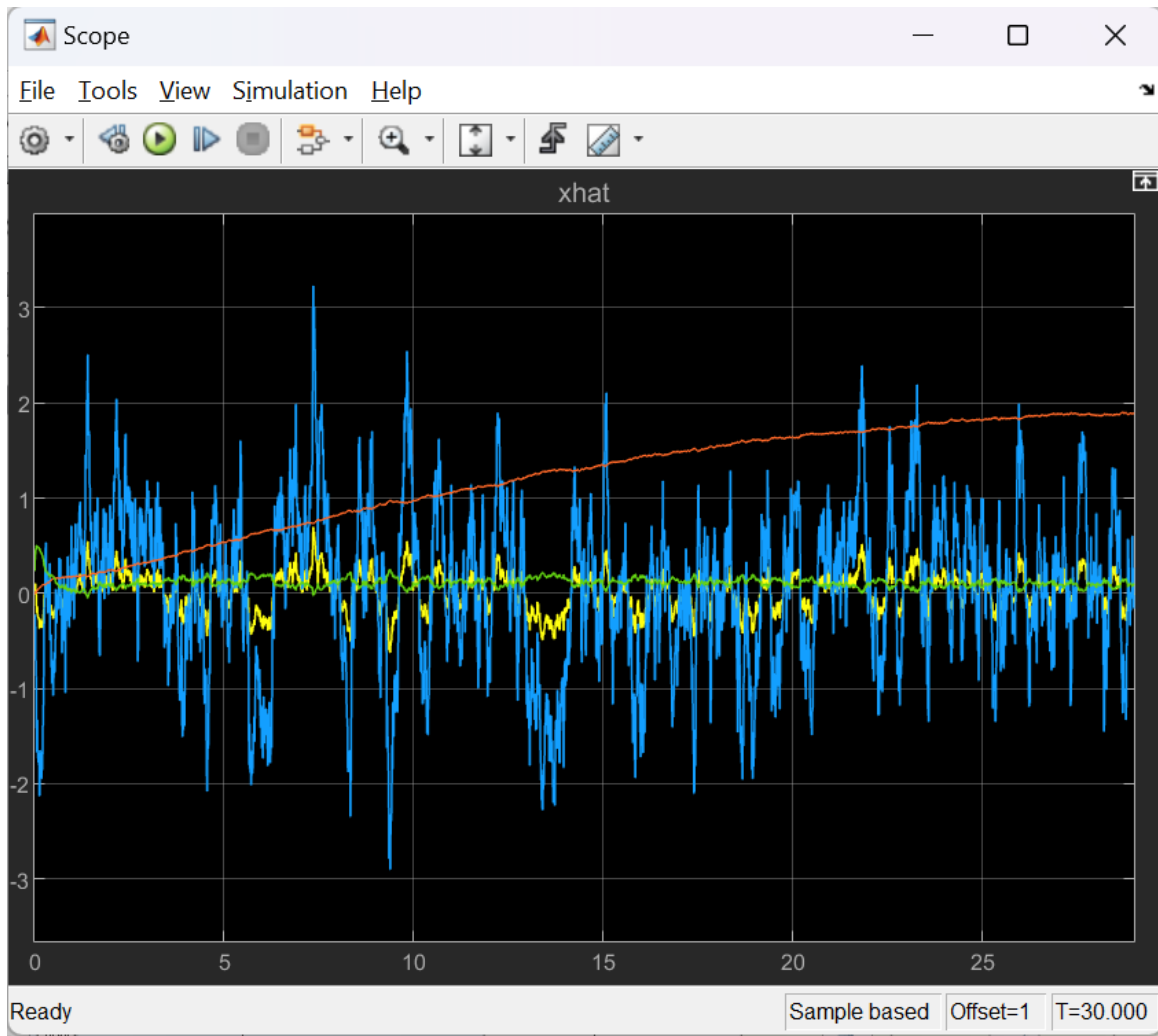 Scope
File Tools View Simulation Help
xhat
3
2
1
0
-1
-2
-3
0 5 10 15 20 25
Ready Sample based Offset=1 T=30.000